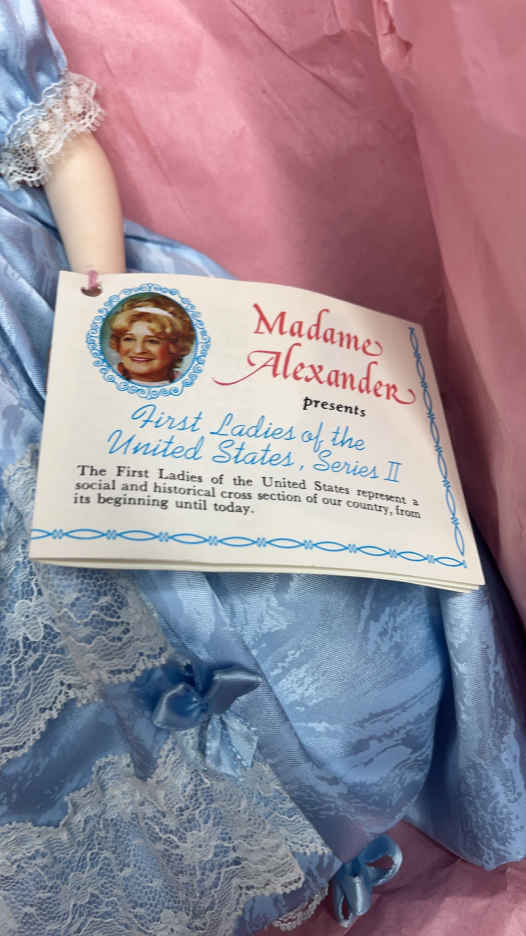 Madame
Alexander
presents
First Ladies of the
United States, Series II
The First Ladies of the United States represent a
social and historical cross section of our country, from
its beginning until today.